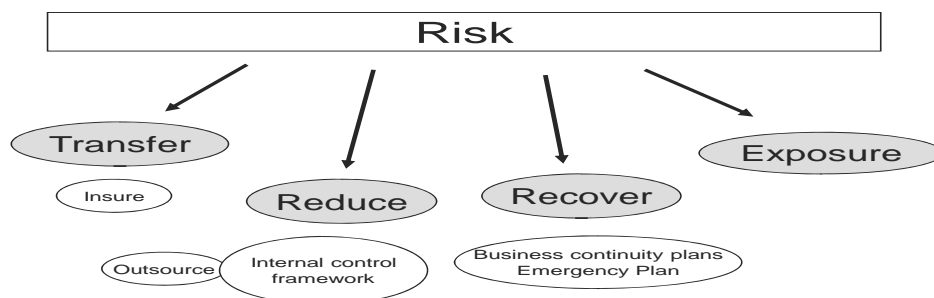 Risk
Transfer
Exposure
Insure
Reduce
Recover
Outsource
Internal control
framework
Business continuity plans
Emergency Plan